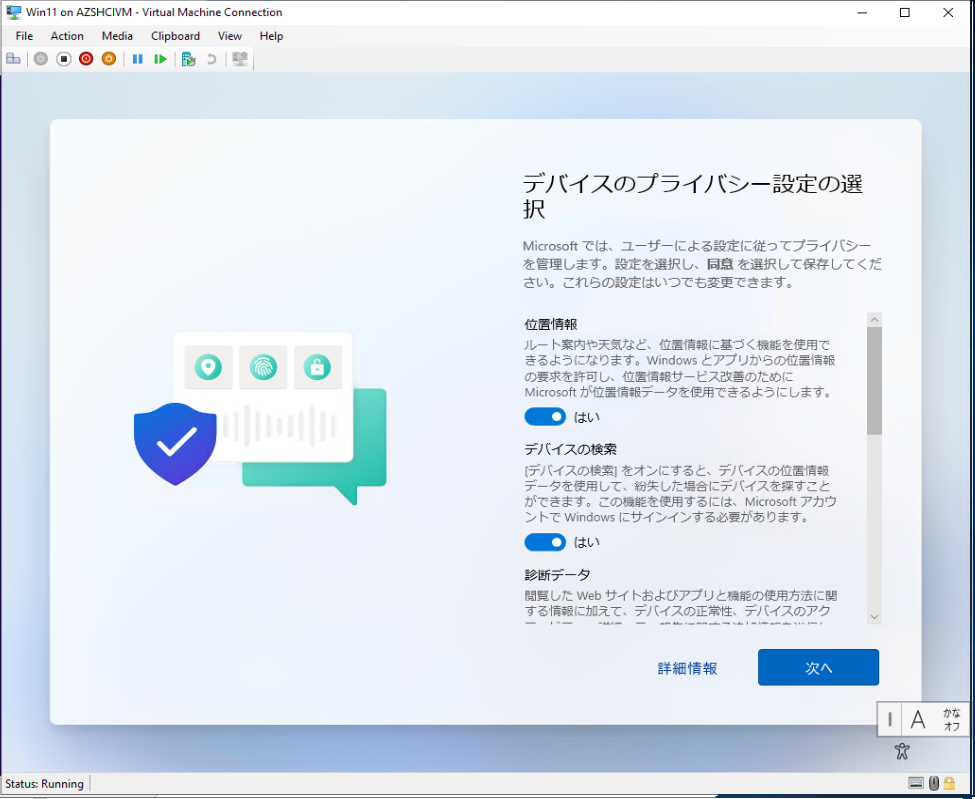 Win11 on AZSHCIVM - Virtual Machine Connection
File Action Media Clipboard View Help
デバイスのプライバシー設定の選
択
Microsoft では、ユーザーによる設定に従ってプライバシー
を管理します。設定を選択し、同意 を選択して保存してくだ
さい。これらの設定はいつでも変更できます。
位置情報
ルート案内や天気など、位置情報に基づく機能を使用で
きるようになります。Windows とアプリからの位置情報
の要求を許可し、位置情報サービス改善のために
Microsoft が位置情報データを使用できるようにします。
はい
デバイスの検索
[デバイスの検索] をオンにすると、デバイスの位置情報
データを使用して、紛失した場合にデバイスを探すこと
ができます。この機能を使用するには、Microsoft アカウ
ントで Windows にサインインする必要があります。
はい
診断データ
閲覧した Web サイトおよびアプリと機能の使用方法に関
する情報に加えて、デバイスの正常性、デバイスのアク
詳細情報
次へ
A
かな
オフ
Status: Running